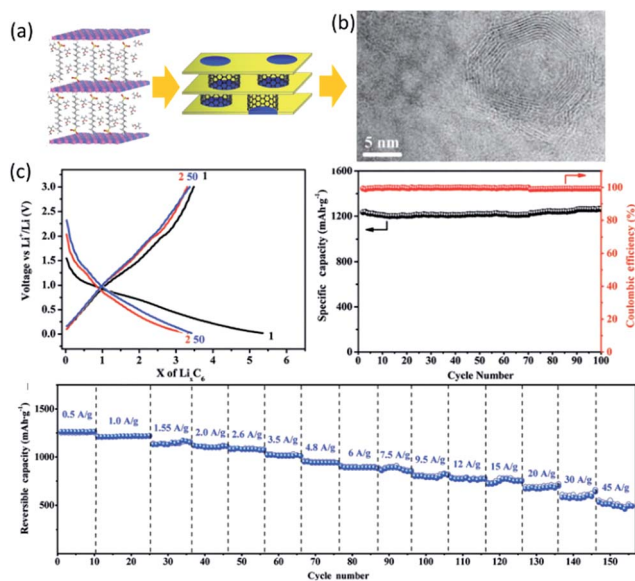 (a)
(b)
5 nm
(c)
Voltage vs Li⁺/Li (V)
3.0
2.5
2.0
1.5
1.0
0.5
0.0
2 50
1
2 50
1
0 1 2 3 4 5 6
X of LiₓC₆
Specific capacity (mAh·g⁻¹)
1600
1200
800
400
0
100
80
60
40
20
0
Coulombic efficiency (%)
0 10 20 30 40 50 60 70 80 90 100
Cycle Number
Reversible capacity (mAh·g⁻¹)
1500
1000
500
0.5 A/g 1.0 A/g 1.55 A/g 2.0 A/g 2.6 A/g 3.5 A/g 4.8 A/g 6 A/g 7.5 A/g 9.5 A/g 12 A/g 15 A/g 20 A/g 30 A/g 45 A/g
0 10 20 30 40 50 60 70 80 90 100 110 120 130 140 150
Cycle number